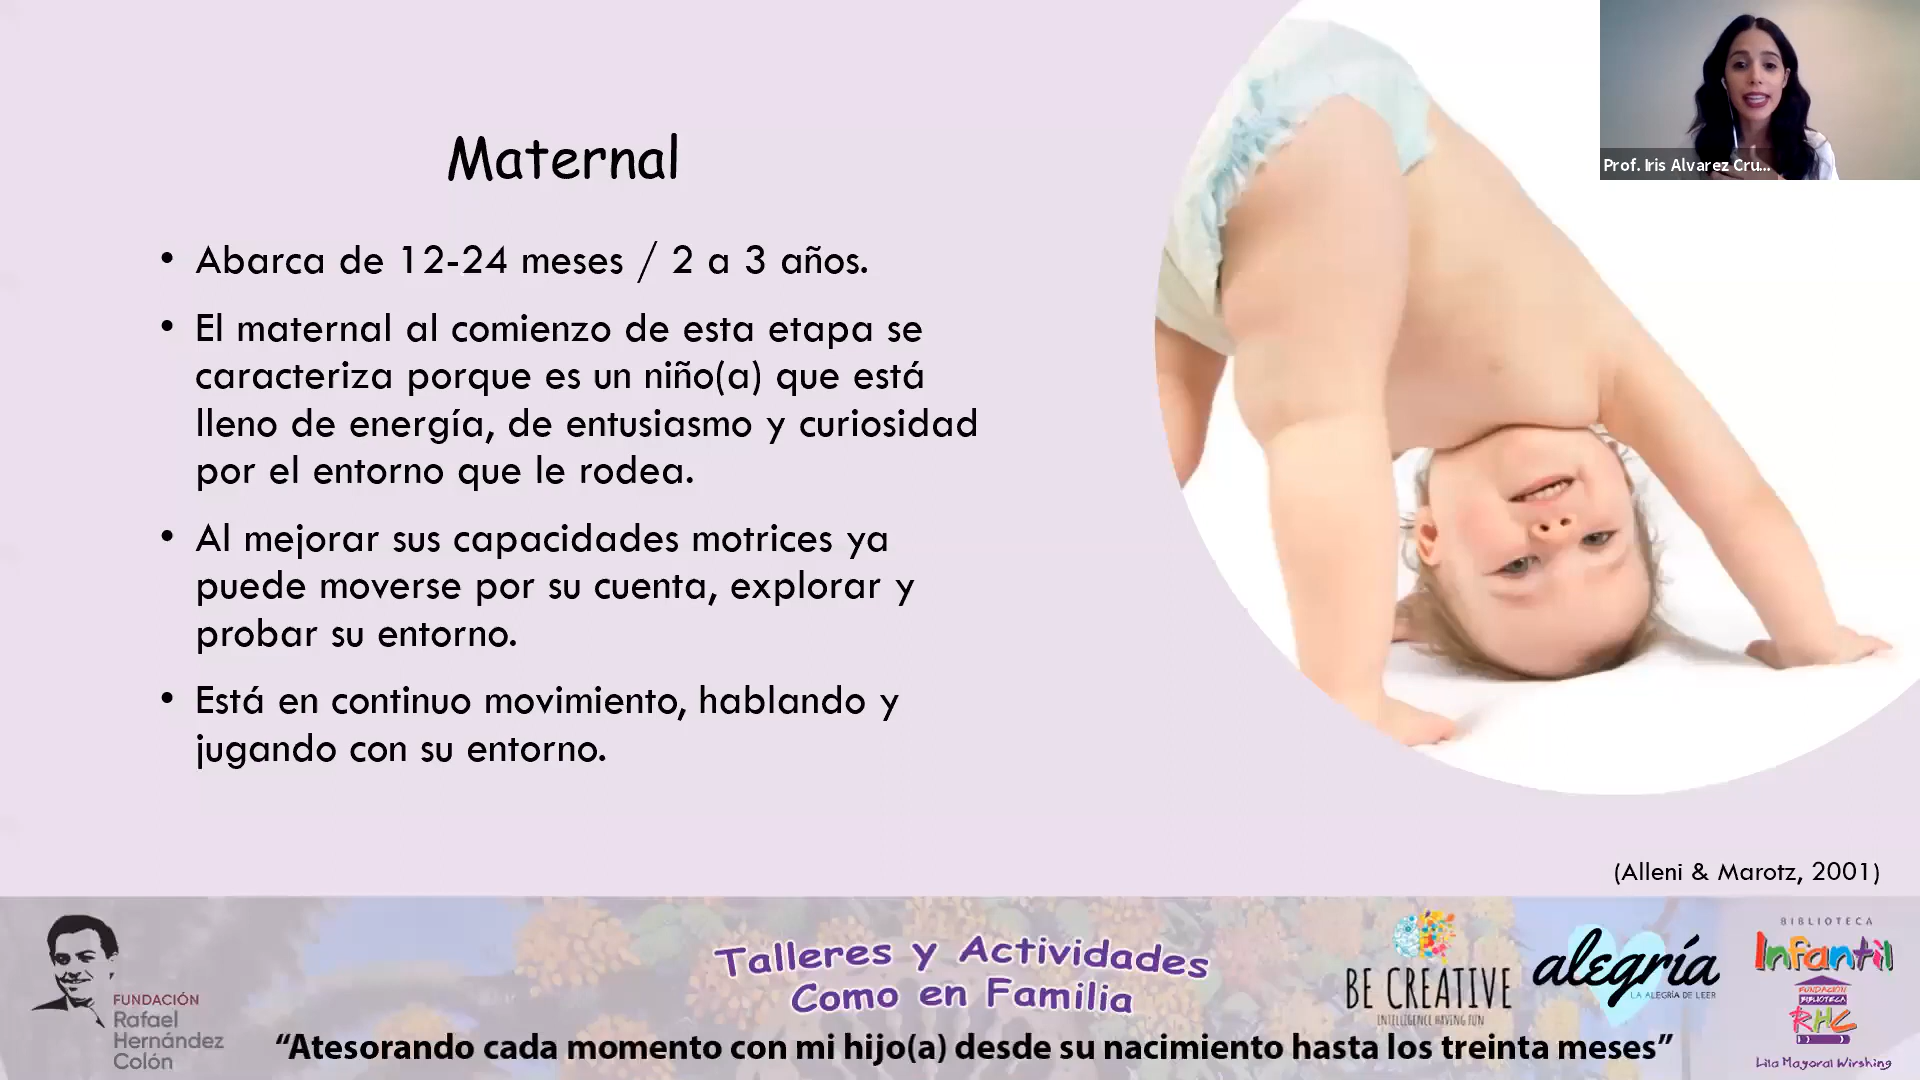 Prof. Iris Alvarez Cru...
Maternal
• Abarca de 12-24 meses / 2 a 3 años.
• El maternal al comienzo de esta etapa se
caracteriza porque es un niño(a) que está
lleno de energía, de entusiasmo y curiosidad
por el entorno que le rodea.
• Al mejorar sus capacidades motrices ya
puede moverse por su cuenta, explorar y
probar su entorno.
• Está en continuo movimiento, hablando y
jugando con su entorno.
(Alleni & Marotz, 2001)
FUNDACIÓN
Rafael
Hernández
Colón
Talleres y Actividades
Como en Familia
“Atesorando cada momento con mi hijo(a) desde su nacimiento hasta los treinta meses”
BE CREATIVE
INTELLIGENCE HAVING FUN
alegría
LA ALEGRÍA DE LEER
BIBLIOTECA
Infantil
FUNDACIÓN
BIBLIOTECA
RHC
Lila Mayoral Wirshing